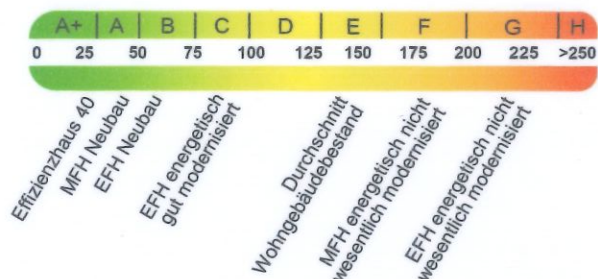 A+ A B C D E F G H
0 25 50 75 100 125 150 175 200 225 >250
Effizienzhaus 40
MFH Neubau
EFH Neubau
EFH energetisch
gut modernisiert
Durchschnitt
Wohngebäudebestand
MFH energetisch nicht
wesentlich modernisiert
EFH energetisch nicht
wesentlich modernisiert